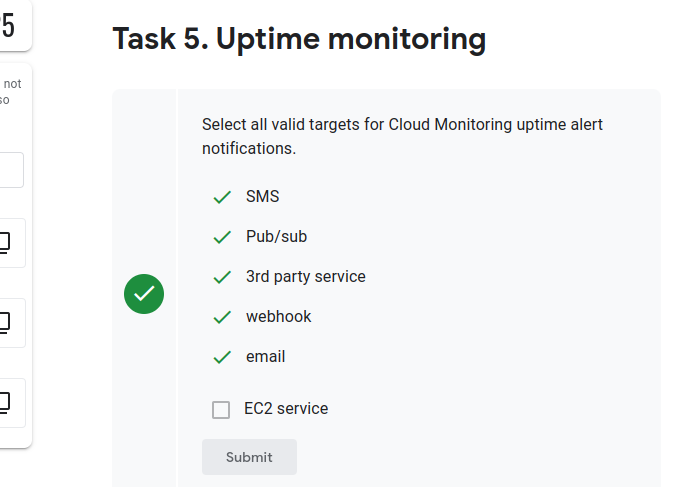 5
Task 5. Uptime monitoring
not
so
Select all valid targets for Cloud Monitoring uptime alert
notifications.
SMS
Pub/sub
3rd party service
webhook
email
EC2 service
Submit